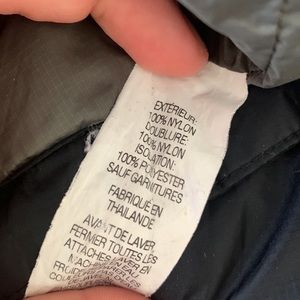 EXTÉRIEUR:
100% NYLON
DOUBLURE:
100% NYLON
ISOLATION:
100% POLYESTER
SAUF GARNITURES
FABRIQUÉ EN
THAILANDE
AVANT DE LAVER,
FERMER TOUTES LES
ATTACHES